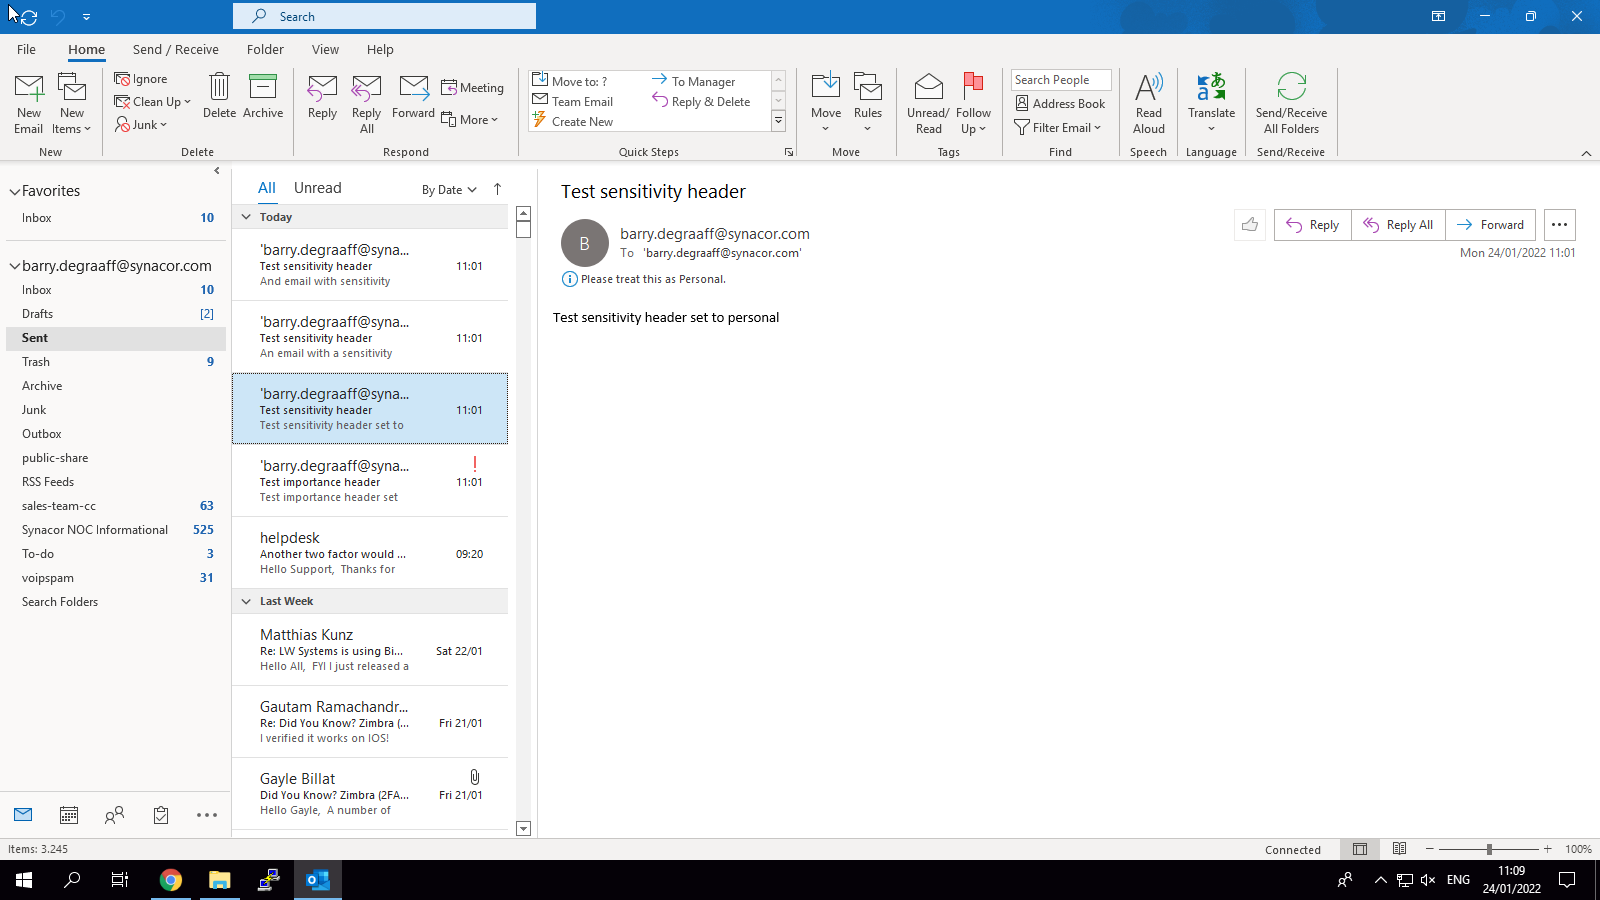 Search
File Home Send / Receive Folder View Help
New Email
New Items
New
Ignore
Clean Up
Junk
Delete
Archive
Delete
Reply
Reply All
Forward
Meeting
More
Respond
Move to: ?
Team Email
Create New
To Manager
Reply & Delete
Quick Steps
Move
Rules
Move
Unread/ Read
Follow Up
Tags
Search People
Address Book
Filter Email
Find
Read Aloud
Speech
Translate
Language
Send/Receive All Folders
Send/Receive
Favorites
Inbox 10
barry.degraaff@synacor.com
Inbox 10
Drafts [2]
Sent
Trash 9
Archive
Junk
Outbox
public-share
RSS Feeds
sales-team-cc 63
Synacor NOC Informational 525
To-do 3
voipspam 31
Search Folders
All Unread By Date
Today
'barry.degraaff@syna...
Test sensitivity header 11:01
And email with sensitivity
'barry.degraaff@syna...
Test sensitivity header 11:01
An email with a sensitivity
'barry.degraaff@syna...
Test sensitivity header 11:01
Test sensitivity header set to
'barry.degraaff@syna...
Test importance header 11:01
Test importance header set
helpdesk
Another two factor would ... 09:20
Hello Support, Thanks for
Last Week
Matthias Kunz
Re: LW Systems is using Bi... Sat 22/01
Hello All, FYI I just released a
Gautam Ramachandr...
Re: Did You Know? Zimbra (... Fri 21/01
I verified it works on IOS!
Gayle Billat
Did You Know? Zimbra (2FA... Fri 21/01
Hello Gayle, A number of
Test sensitivity header
B
barry.degraaff@synacor.com
To 'barry.degraaff@synacor.com'
Please treat this as Personal.
Reply Reply All Forward
Mon 24/01/2022 11:01
Test sensitivity header set to personal
Items: 3.245
Connected
100%
ENG
11:09
24/01/2022